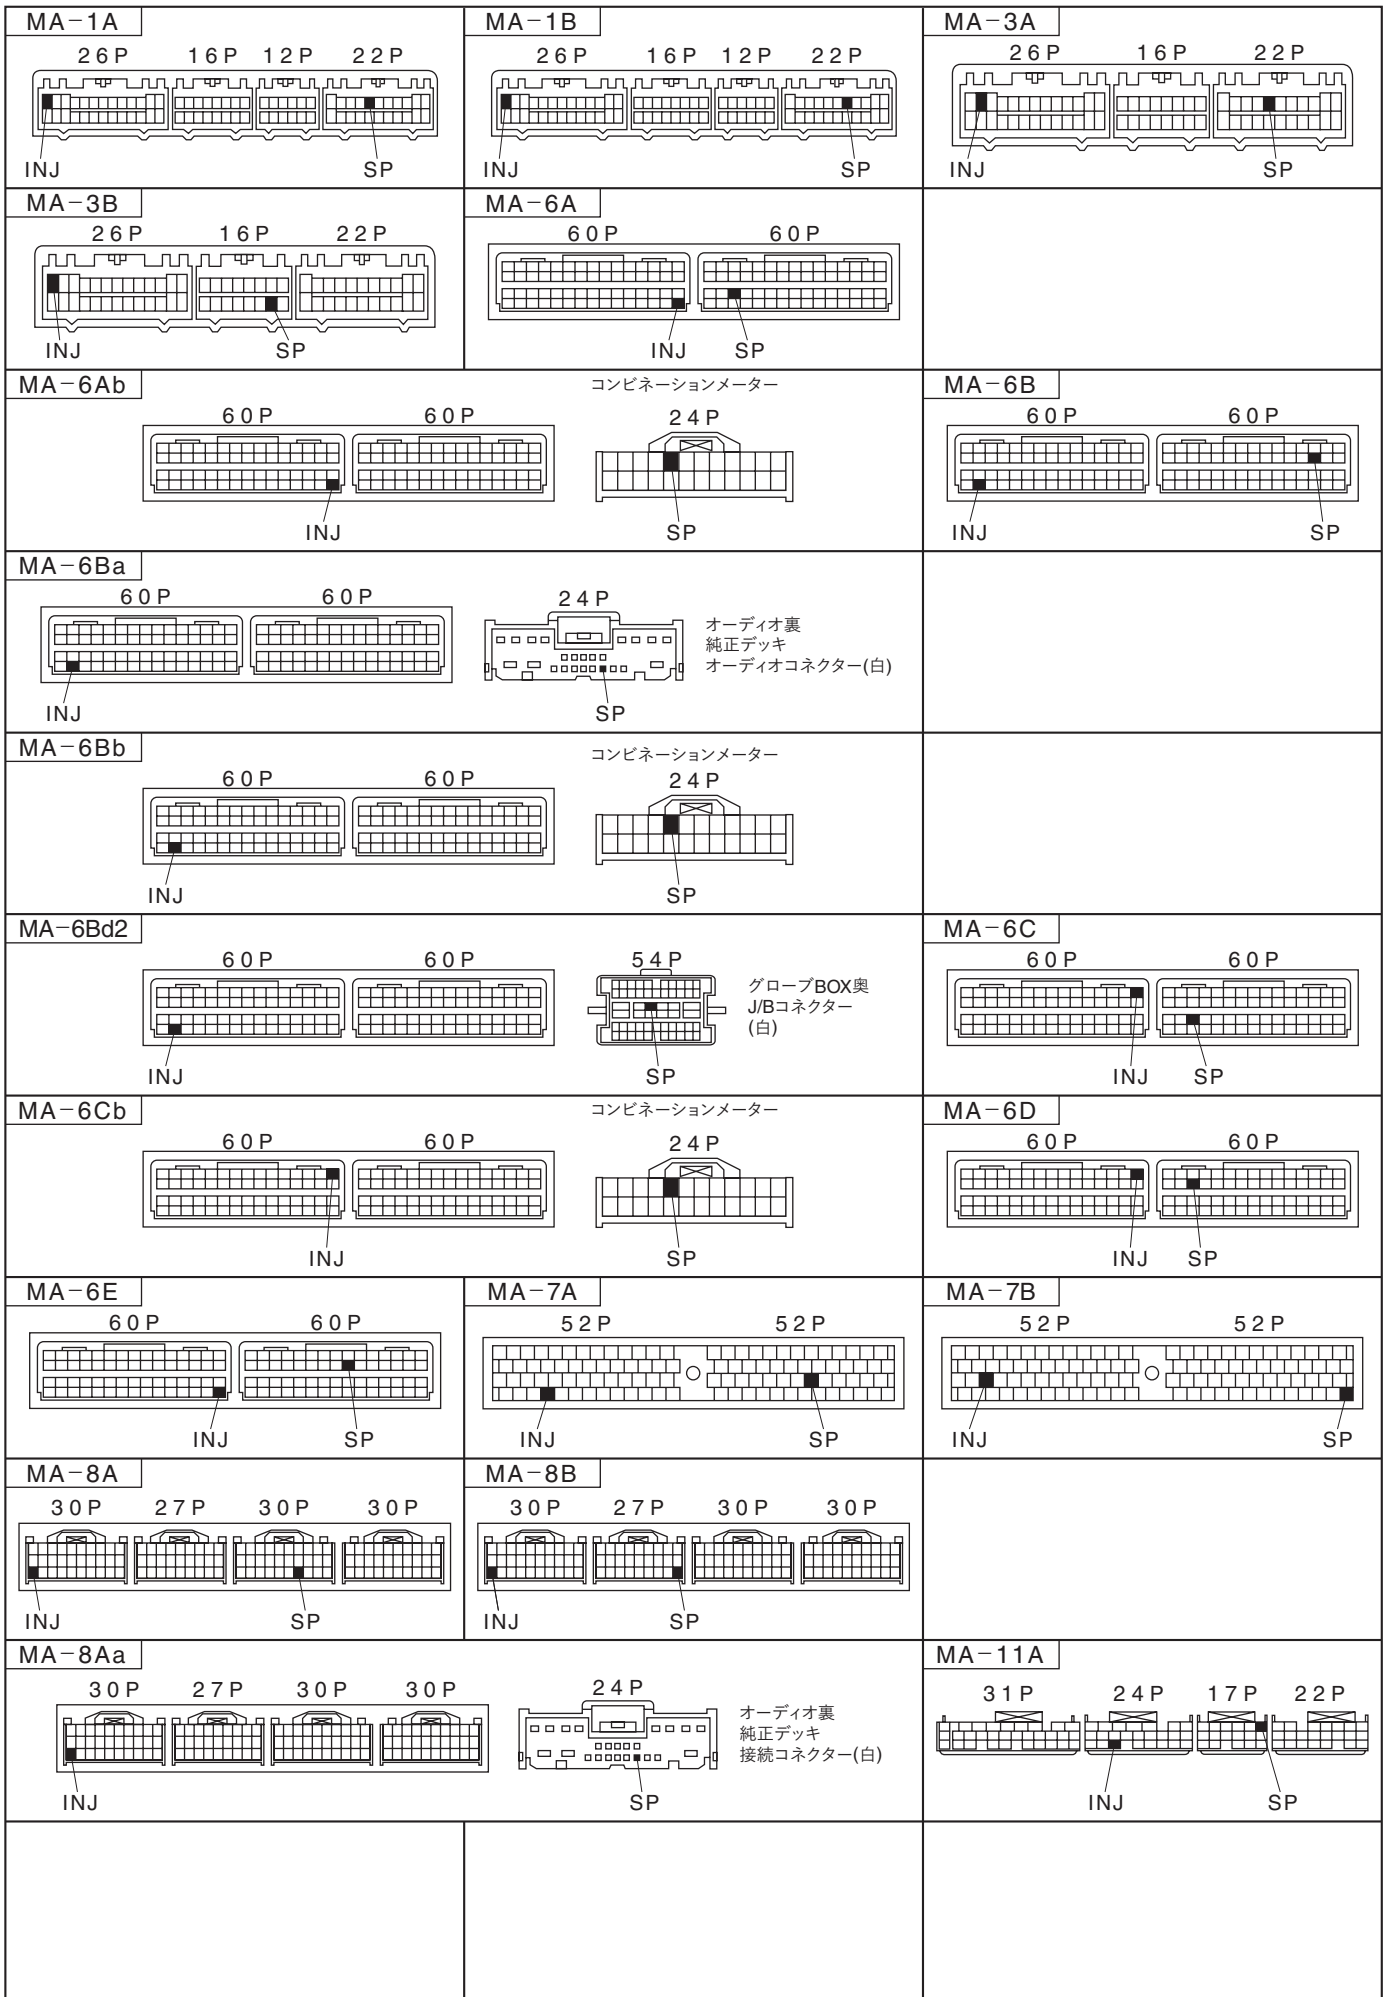 MA-1A
26P 16P 12P 22P
INJ SP
MA-1B
26P 16P 12P 22P
INJ SP
MA-3A
26P 16P 22P
INJ SP
MA-3B
26P 16P 22P
INJ SP
MA-6A
60P 60P
INJ SP
MA-6Ab
コンビネーションメーター
60P 60P 24P
INJ SP
MA-6B
60P 60P
INJ SP
MA-6Ba
60P 60P 24P
オーディオ裏
純正デッキ
オーディオコネクター(白)
INJ SP
MA-6Bb
コンビネーションメーター
60P 60P 24P
INJ SP
MA-6Bd2
60P 60P 54P
グローブBOX奥
J/Bコネクター
(白)
INJ SP
MA-6C
60P 60P
INJ SP
MA-6Cb
コンビネーションメーター
60P 60P 24P
INJ SP
MA-6D
60P 60P
INJ SP
MA-6E
60P 60P
INJ SP
MA-7A
52P 52P
INJ SP
MA-7B
52P 52P
INJ SP
MA-8A
30P 27P 30P 30P
INJ SP
MA-8B
30P 27P 30P 30P
INJ SP
MA-8Aa
30P 27P 30P 30P 24P
オーディオ裏
純正デッキ
接続コネクター(白)
INJ SP
MA-11A
31P 24P 17P 22P
INJ SP